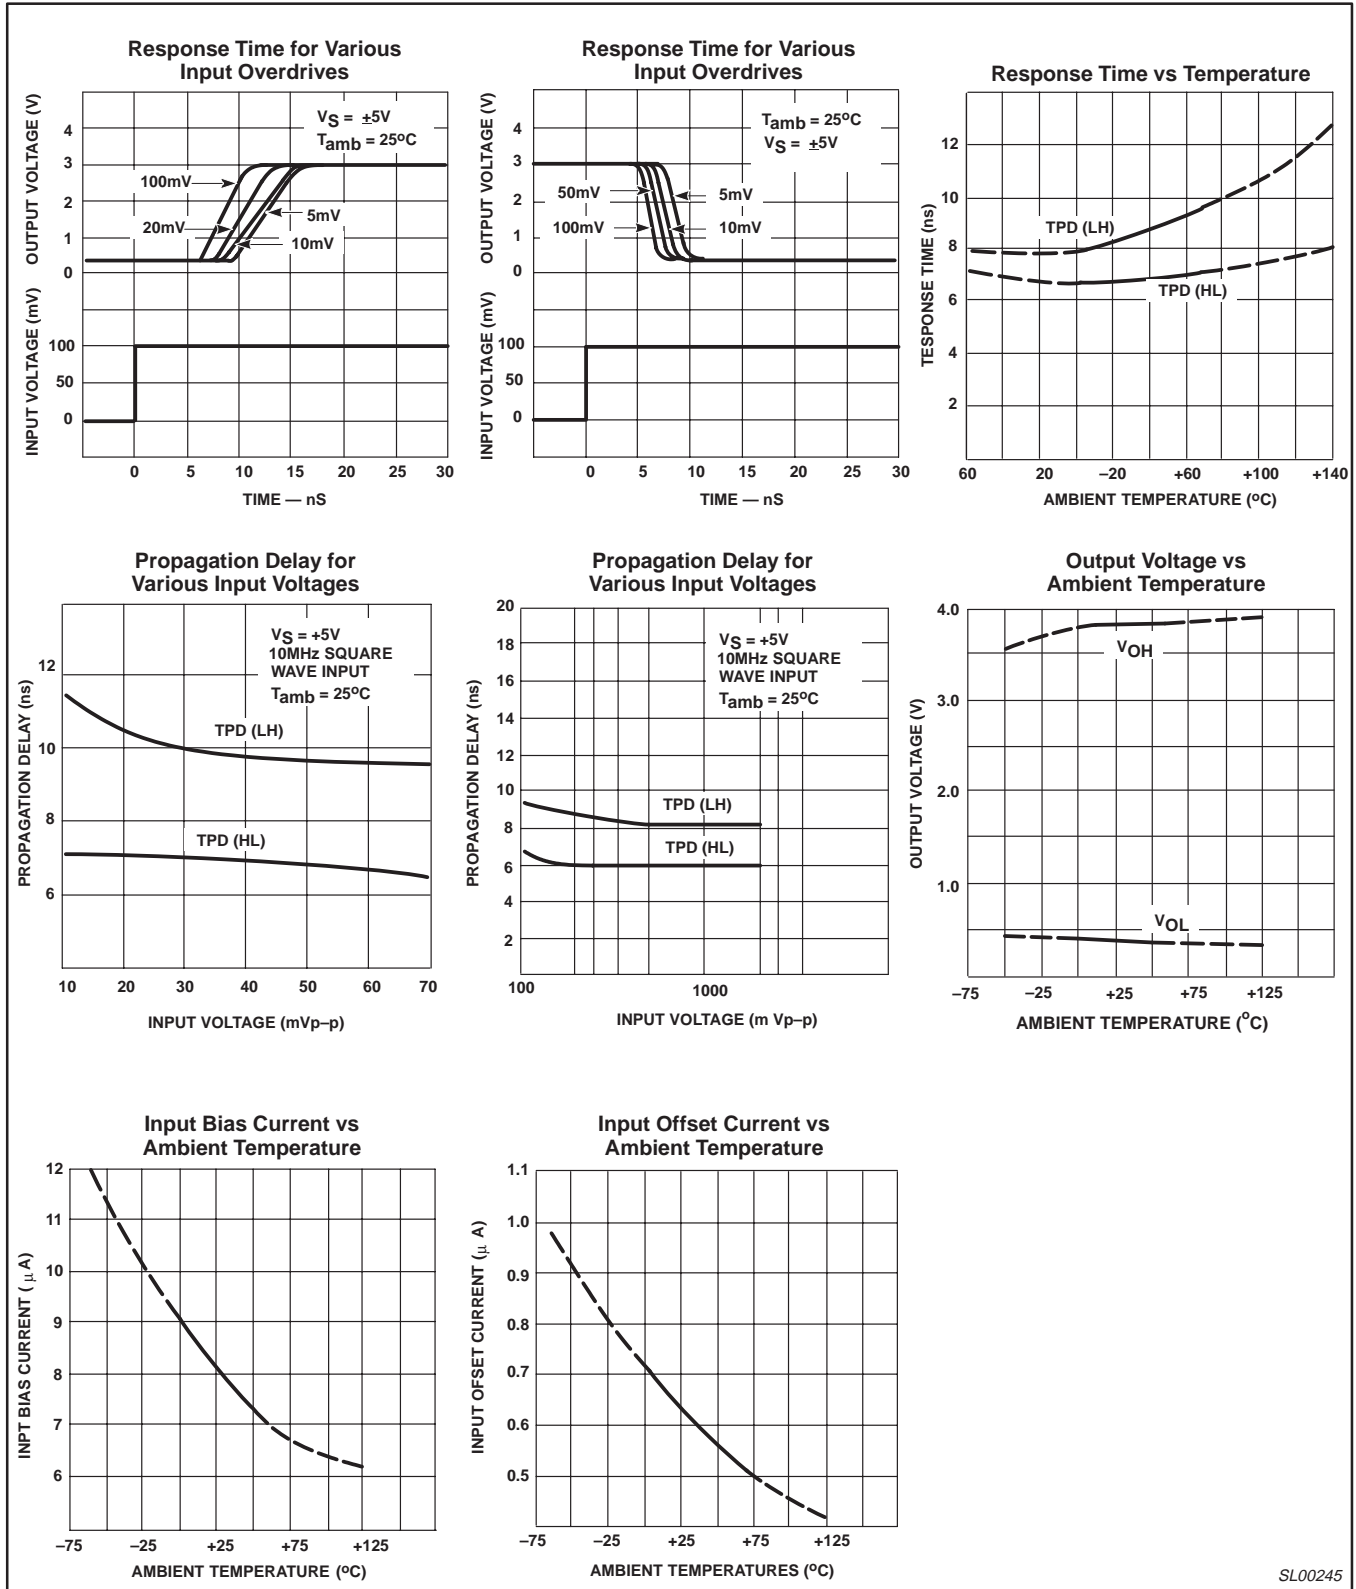 Response Time for Various
Input Overdrives
OUTPUT VOLTAGE (V)
4
3
2
1
0
VS = ±5V
Tamb = 25ºC
100mV
20mV
5mV
10mV
INPUT VOLTAGE (mV)
100
50
0
0 5 10 15 20 25 30
TIME — nS
Response Time for Various
Input Overdrives
OUTPUT VOLTAGE (V)
4
3
2
1
0
Tamb = 25ºC
VS = ±5V
50mV
5mV
100mV
10mV
INPUT VOLTAGE (mV)
100
50
0
0 5 10 15 20 25 30
TIME — nS
Response Time vs Temperature
TESPONSE TIME (ns)
12
10
8
6
4
2
TPD (LH)
TPD (HL)
60 20 –20 +60 +100 +140
AMBIENT TEMPERATURE (ºC)
Propagation Delay for
Various Input Voltages
PROPAGATION DELAY (ns)
12
10
8
6
VS = +5V
10MHz SQUARE
WAVE INPUT
Tamb = 25ºC
TPD (LH)
TPD (HL)
10 20 30 40 50 60 70
INPUT VOLTAGE (mVp–p)
Propagation Delay for
Various Input Voltages
PROPAGATION DELAY (ns)
20
18
16
14
12
10
8
6
4
2
VS = +5V
10MHz SQUARE
WAVE INPUT
Tamb = 25ºC
TPD (LH)
TPD (HL)
100 1000
INPUT VOLTAGE (m Vp–p)
Output Voltage vs
Ambient Temperature
OUTPUT VOLTAGE (V)
4.0
3.0
2.0
1.0
VOH
VOL
–75 –25 +25 +75 +125
AMBIENT TEMPERATURE (ºC)
Input Bias Current vs
Ambient Temperature
INPT BIAS CURRENT ( μ A)
12
11
10
9
8
7
6
–75 –25 +25 +75 +125
AMBIENT TEMPERATURE (ºC)
Input Offset Current vs
Ambient Temperature
INPUT OFSET CURRENT ( μ A)
1.1
1.0
0.9
0.8
0.7
0.6
0.5
–75 –25 +25 +75 +125
AMBIENT TEMPERATURES (ºC)
SL00245